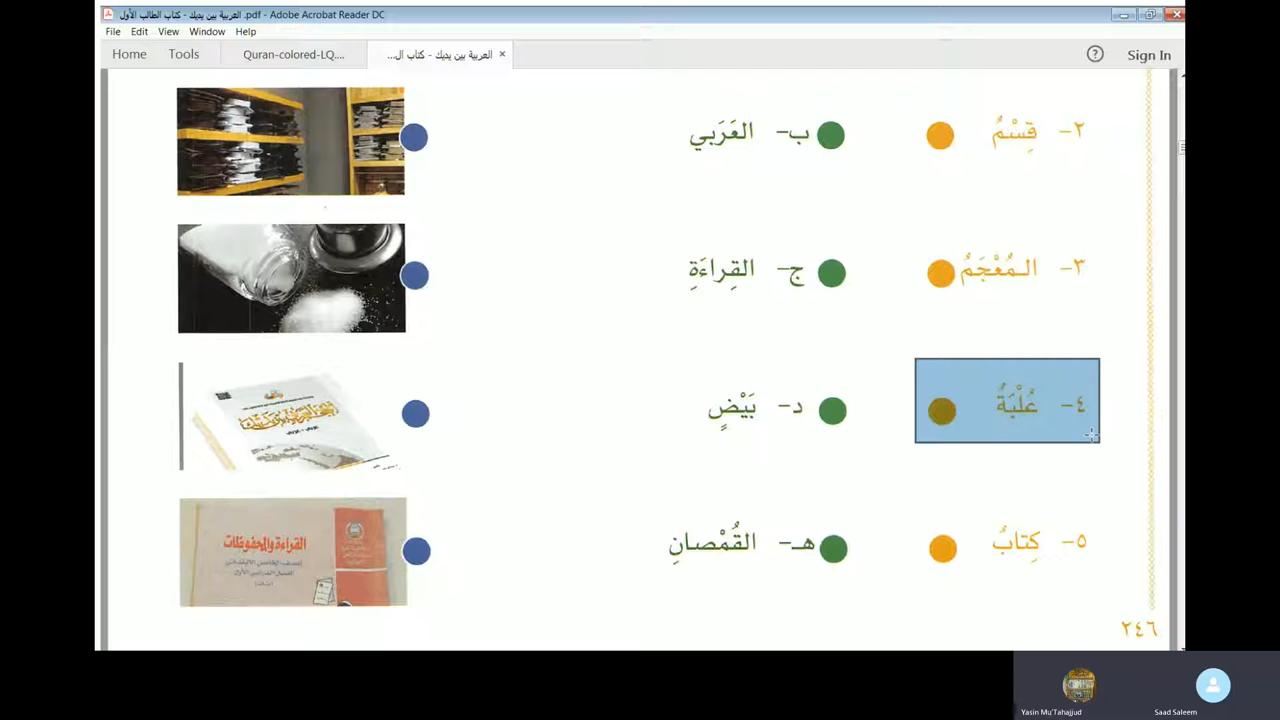 العربية بين يديك - كتاب الطالب الأول .pdf - Adobe Acrobat Reader DC
File Edit View Window Help
Home Tools Quran-colored-LQ.... العربية بين يديك - كتاب ال... × ? Sign In
٢- قِسْمٌ ب- العَرَبي
٣- الـمُعْجَمُ ج- القِراءَةِ
٤- عُلْبَةٌ د- بَيْضٍ
٥- كِتابُ هـ- القُمْصانِ
القراءة والمحفوظات
٢٤٦
Yasin Mu'Tahajjud Saad Saleem